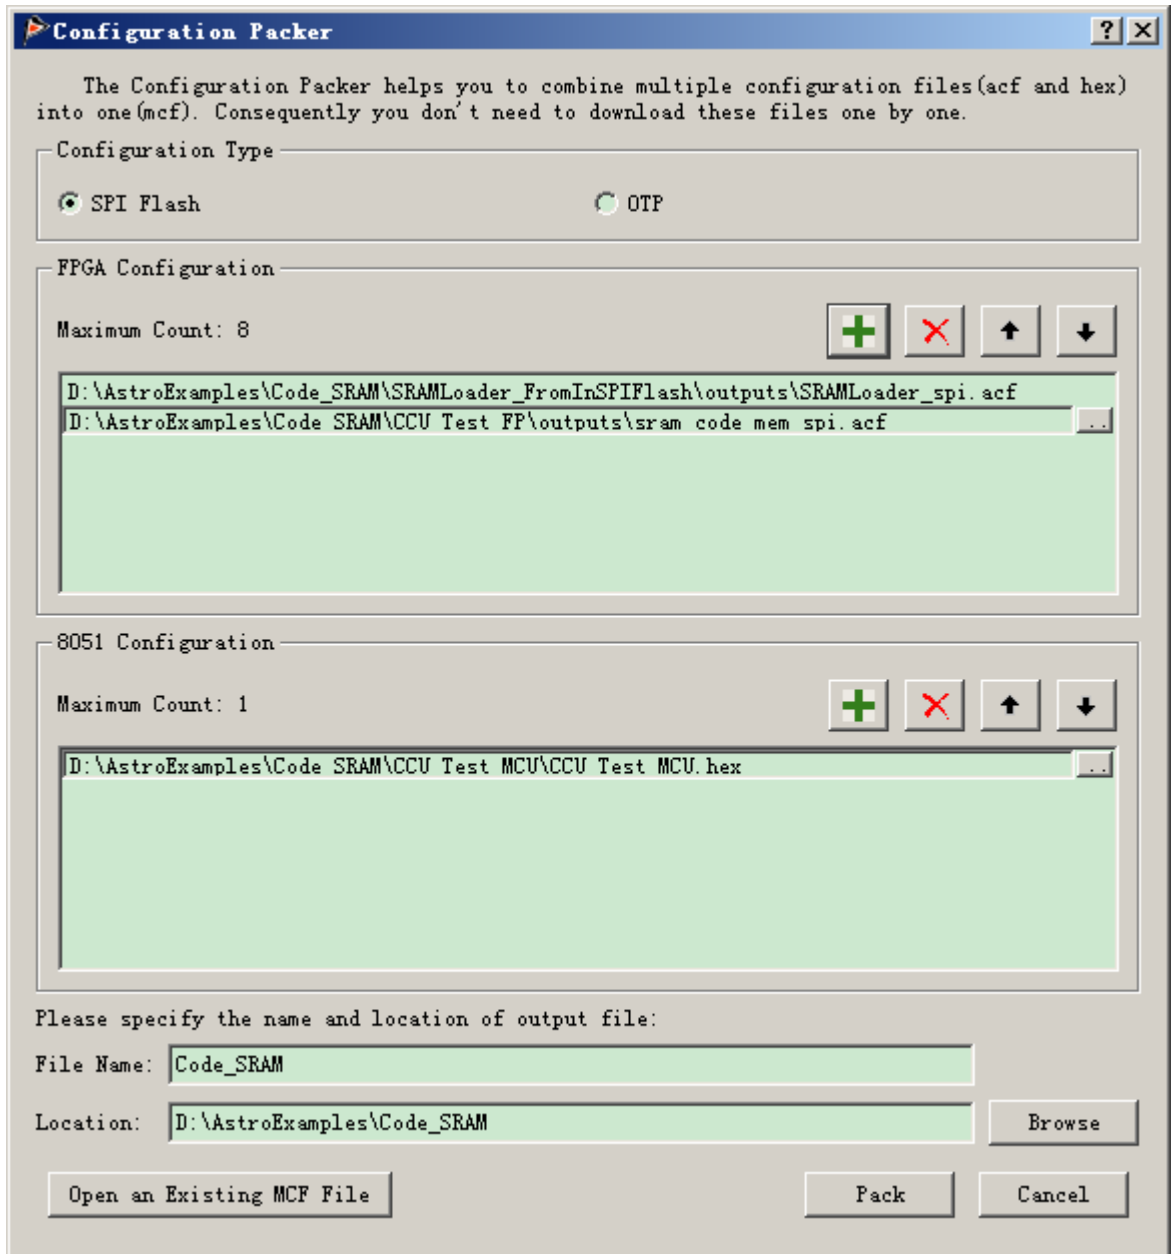 Configuration Packer
The Configuration Packer helps you to combine multiple configuration files(acf and hex)
into one(mcf). Consequently you don't need to download these files one by one.
Configuration Type
SPI Flash
OTP
FPGA Configuration
Maximum Count: 8
D:\AstroExamples\Code_SRAM\SRAMLoader_FromInSPIFlash\outputs\SRAMLoader_spi.acf
D:\AstroExamples\Code SRAM\CCU Test FP\outputs\sram code mem spi.acf
...
8051 Configuration
Maximum Count: 1
D:\AstroExamples\Code SRAM\CCU Test MCU\CCU Test MCU.hex
...
Please specify the name and location of output file:
File Name: Code_SRAM
Location: D:\AstroExamples\Code_SRAM Browse
Open an Existing MCF File Pack Cancel